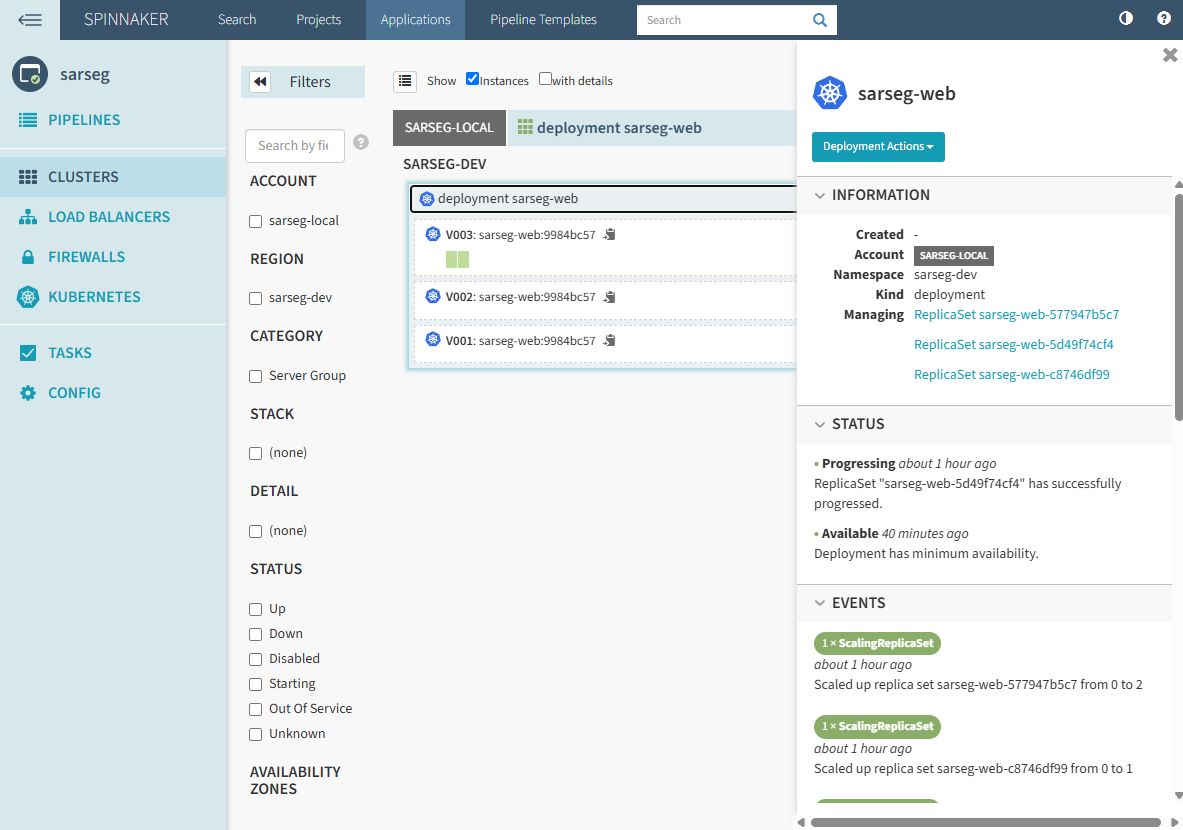 SPINNAKER
Search
Projects
Applications
Pipeline Templates
Search
sarseg
PIPELINES
CLUSTERS
LOAD BALANCERS
FIREWALLS
KUBERNETES
TASKS
CONFIG
Filters
Search by fie
ACCOUNT
sarseg-local
REGION
sarseg-dev
CATEGORY
Server Group
STACK
(none)
DETAIL
(none)
STATUS
Up
Down
Disabled
Starting
Out Of Service
Unknown
AVAILABILITY
ZONES
Show Instances with details
SARSEG-LOCAL deployment sarseg-web
SARSEG-DEV
deployment sarseg-web
V003: sarseg-web:9984bc57
V002: sarseg-web:9984bc57
V001: sarseg-web:9984bc57
sarseg-web
Deployment Actions
INFORMATION
Created -
Account SARSEG-LOCAL
Namespace sarseg-dev
Kind deployment
Managing ReplicaSet sarseg-web-577947b5c7
ReplicaSet sarseg-web-5d49f74cf4
ReplicaSet sarseg-web-c8746df99
STATUS
• Progressing about 1 hour ago
ReplicaSet "sarseg-web-5d49f74cf4" has successfully
progressed.
• Available 40 minutes ago
Deployment has minimum availability.
EVENTS
1 × ScalingReplicaSet
about 1 hour ago
Scaled up replica set sarseg-web-577947b5c7 from 0 to 2
1 × ScalingReplicaSet
about 1 hour ago
Scaled up replica set sarseg-web-c8746df99 from 0 to 1